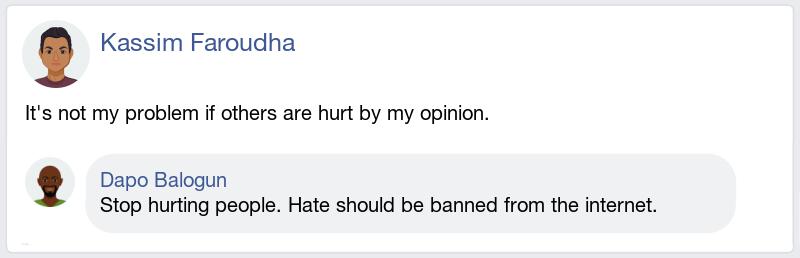 Kassim Faroudha
It's not my problem if others are hurt by my opinion.
Dapo Balogun
Stop hurting people. Hate should be banned from the internet.